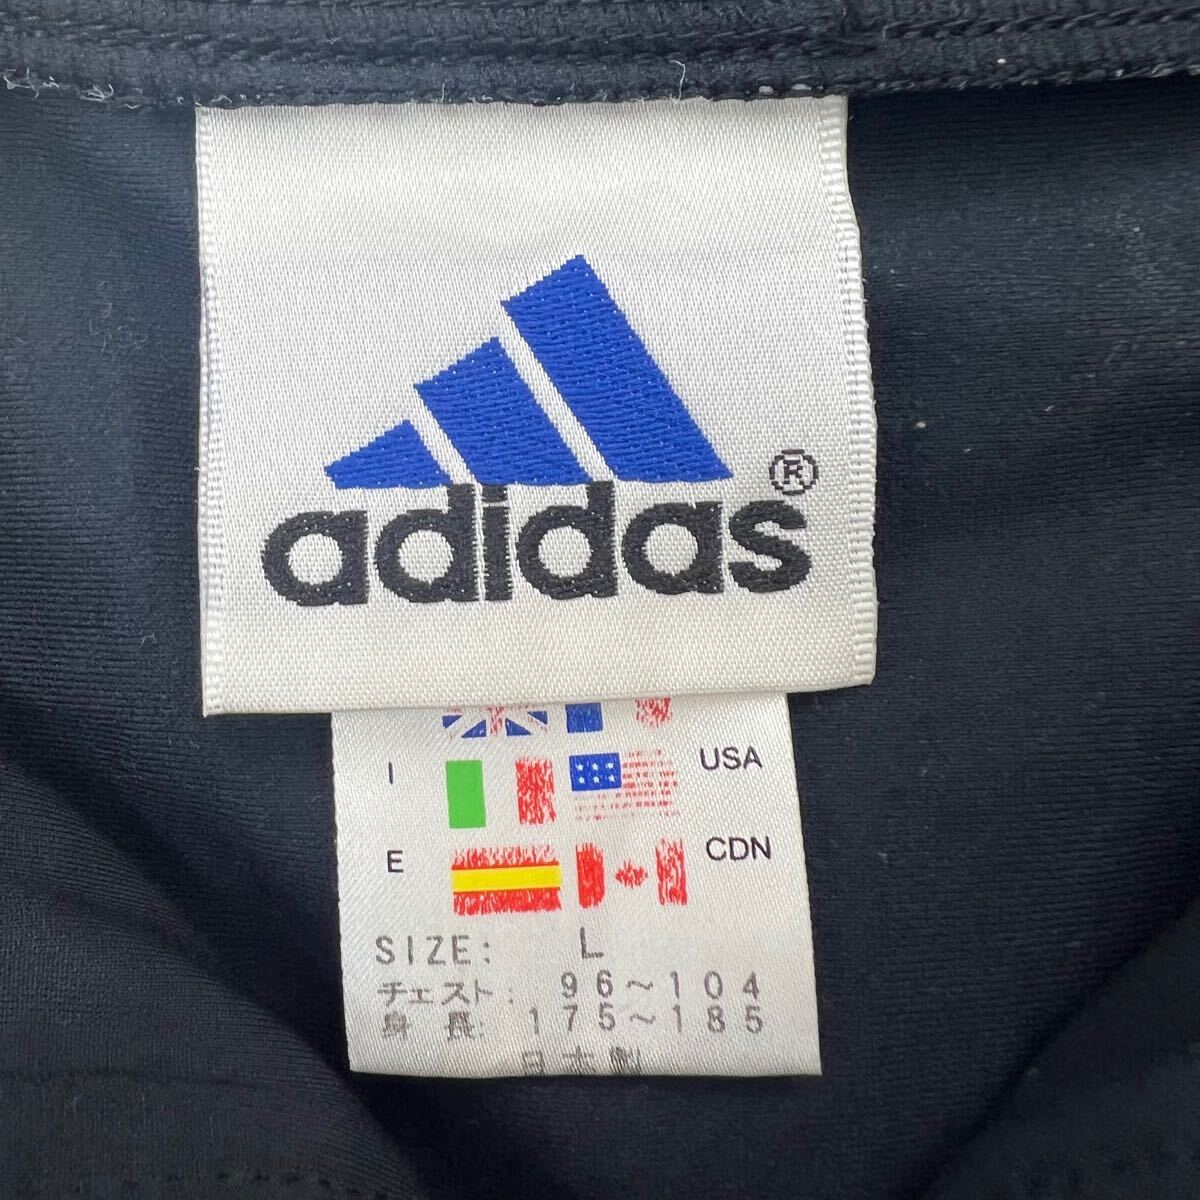 adidas®
I USA
E CDN
SIZE: L
チェスト: 96~104
身長: 175~185
日本製